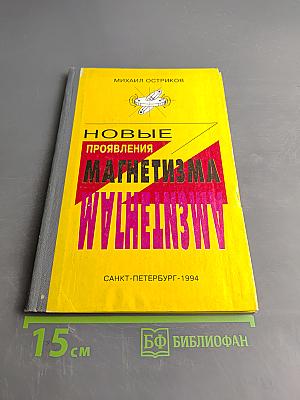 МИХАИЛ ОСТРИКОВ
НОВЫЕ
ПРОЯВЛЕНИЯ
МАГНЕТИЗМА
МАГНЕТИЗМА
САНКТ-ПЕТЕРБУРГ-1994
15 см
БФ БИБЛИОФАН